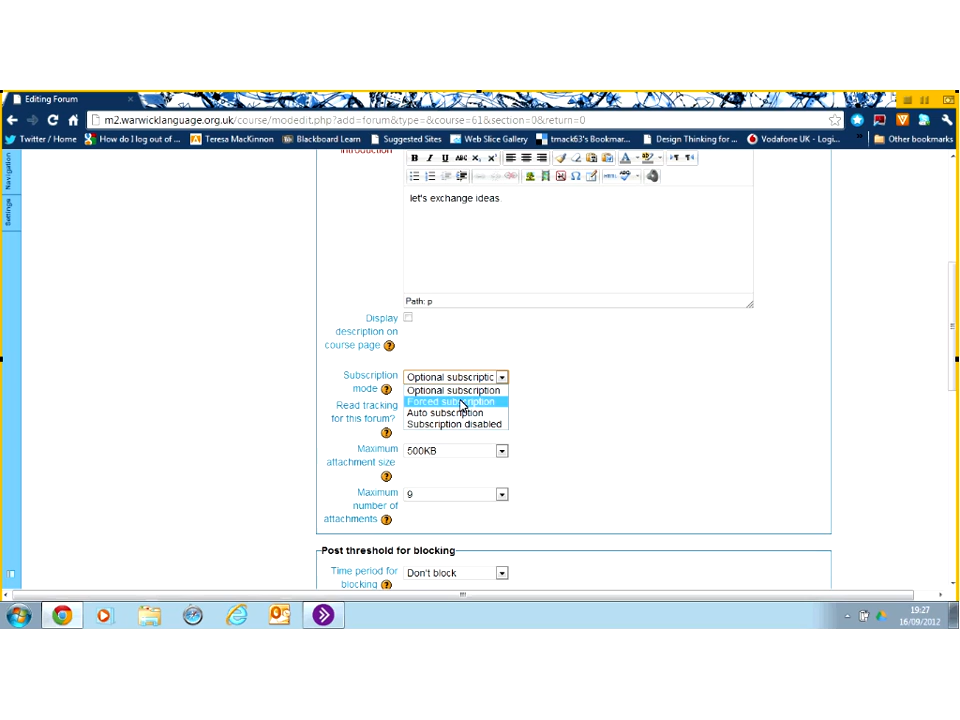 Editing Forum
m2.warwicklanguage.org.uk/course/modedit.php?add=forum&type=&course=61&section=0&return=0
Twitter / Home
How do I log out of ...
Teresa MacKinnon
Blackboard Learn
Suggested Sites
Web Slice Gallery
tmack63's Bookmar...
Design Thinking for ...
Vodafone UK - Logi...
Other bookmarks
Navigation
Settings
Introduction
let's exchange ideas
Path: p
Display
description on
course page
Subscription
mode
Optional subscriptic
Optional subscription
Forced subscription
Auto subscription
Subscription disabled
Read tracking
for this forum?
Maximum
attachment size
500KB
Maximum
number of
attachments
9
Post threshold for blocking
Time period for
blocking
Don't block
19:27
16/09/2012